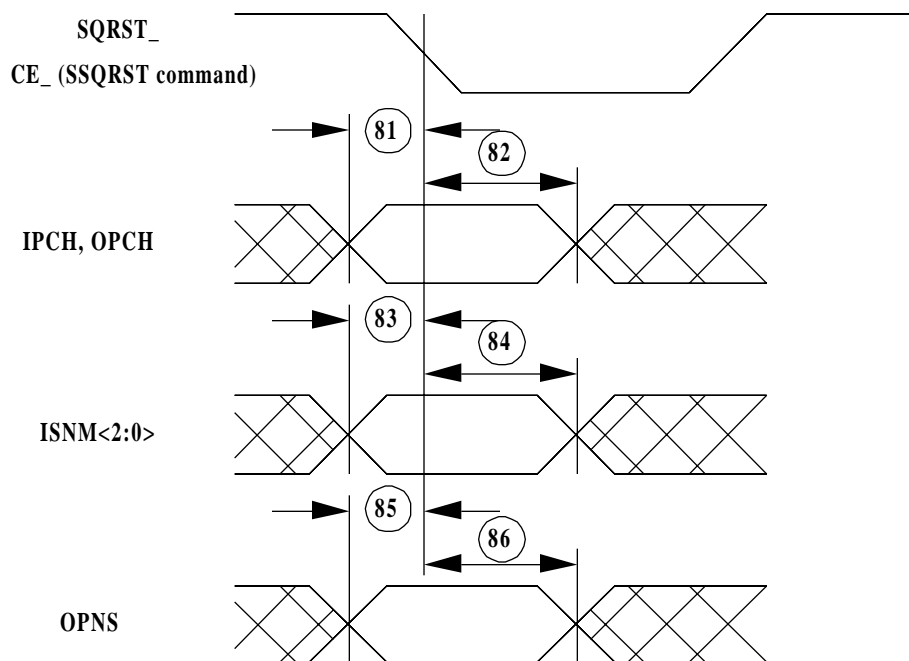 SQRST_
CE_ (SSQRST command)
81
82
IPCH, OPCH
83
84
ISNM<2:0>
85
86
OPNS